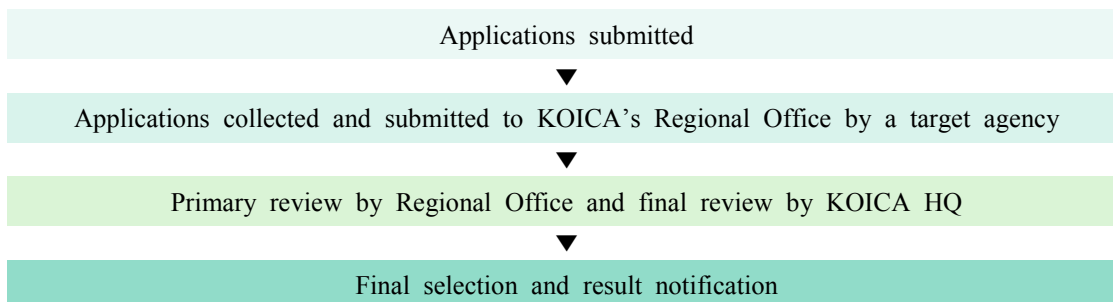 Applications submitted
Applications collected and submitted to KOICA's Regional Office by a target agency
Primary review by Regional Office and final review by KOICA HQ
Final selection and result notification